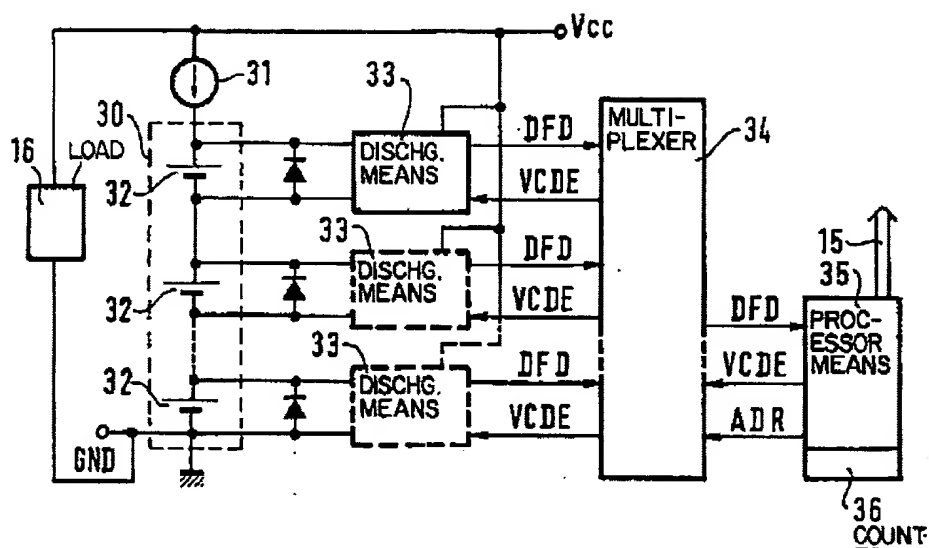 Vcc
31
33
30
DFD
MULTI-
PLEXER
34
16
LOAD
DISCHG.
MEANS
32
VCDE
33
DFD
15
DISCHG.
MEANS
35
32
VCDE
DFD
PROC-
ESSOR
MEANS
33
DFD
VCDE
32
DISCHG.
MEANS
VCDE
ADR
GND
36
COUNT-